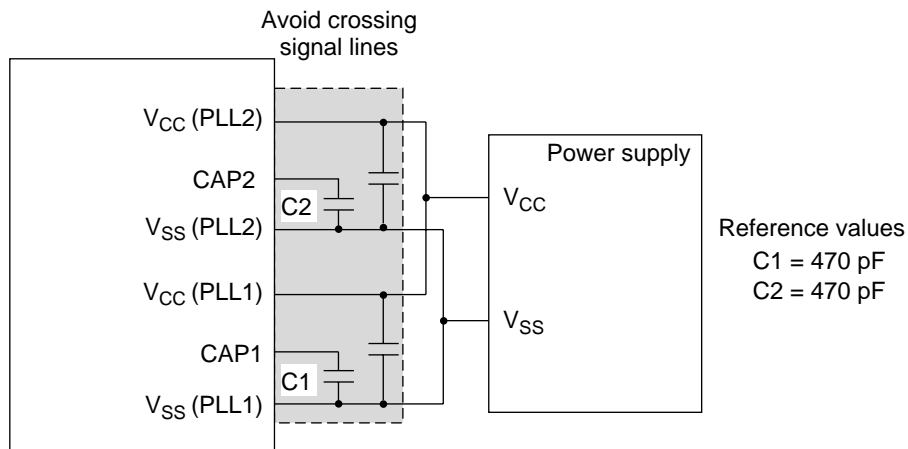 Avoid crossing
signal lines
VCC (PLL2)
CAP2
C2
VSS (PLL2)
VCC (PLL1)
CAP1
C1
VSS (PLL1)
Power supply
VCC
VSS
Reference values
C1 = 470 pF
C2 = 470 pF